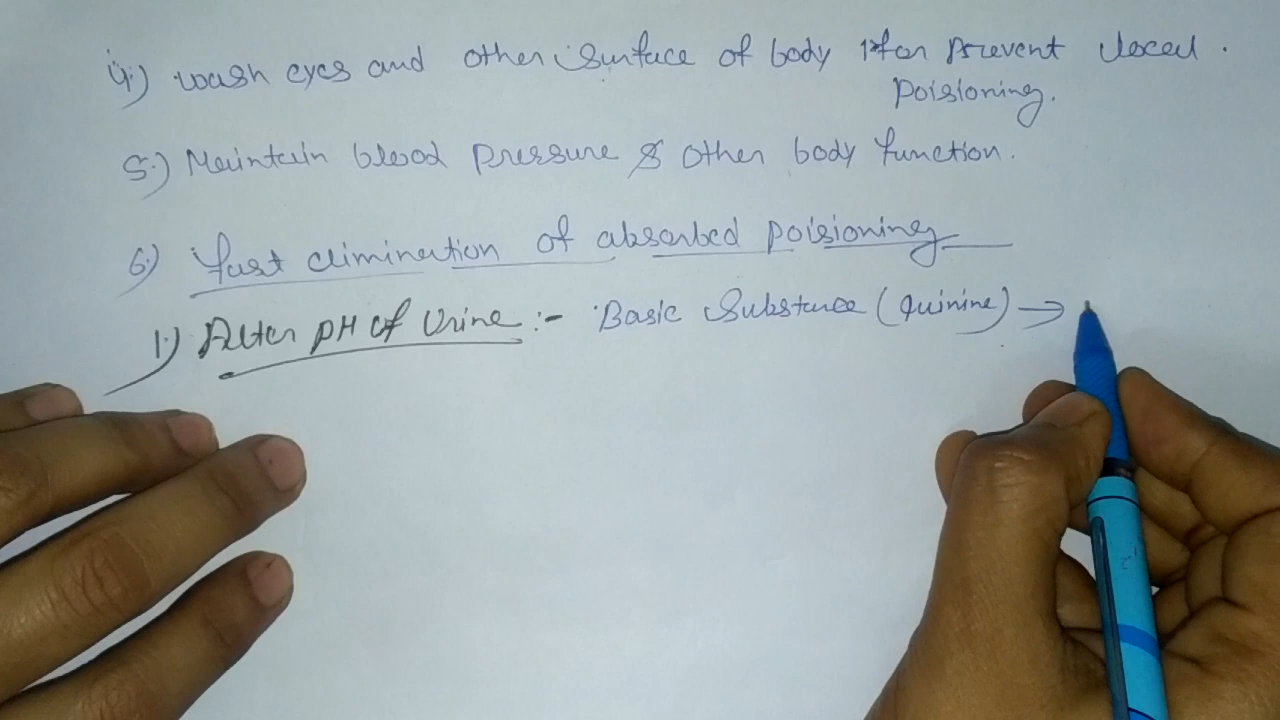 4.) wash eyes and other surface of body for prevent local.
poisioning.
5.) Maintain blood pressure & other body function.
6.) fast elimination of absorbed poisioning
1.) Alter pH of Urine :- Basic Substance (Quinine) →